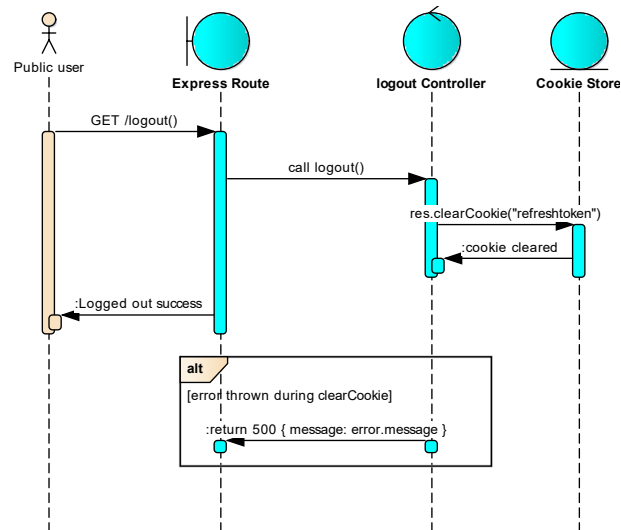 Public user
Express Route
logout Controller
Cookie Store
GET /logout()
call logout()
res.clearCookie("refreshtoken")
:cookie cleared
:Logged out success
alt
[error thrown during clearCookie]
:return 500 { message: error.message }